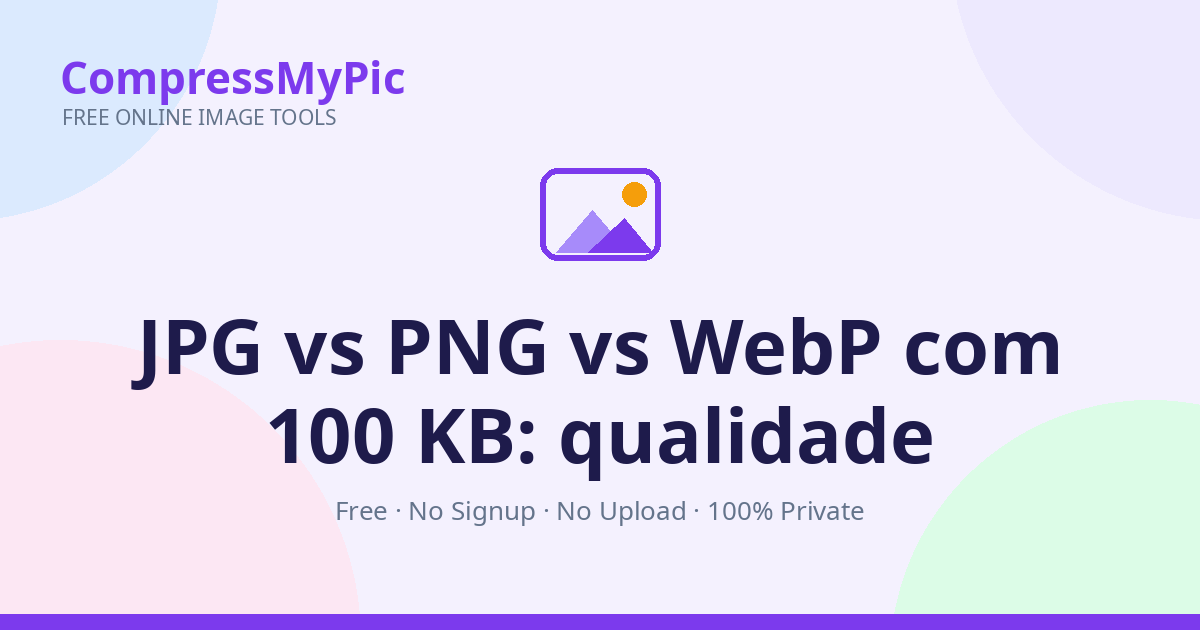 CompressMyPic
FREE ONLINE IMAGE TOOLS
JPG vs PNG vs WebP com
100 KB: qualidade
Free · No Signup · No Upload · 100% Private